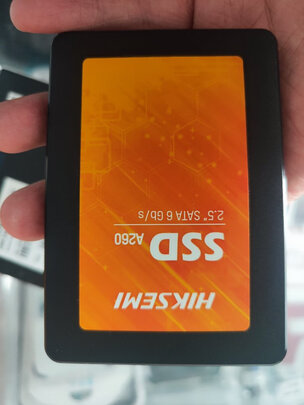 HIKSEMI
SSD A260
2.5" SATA 6 Gb/s